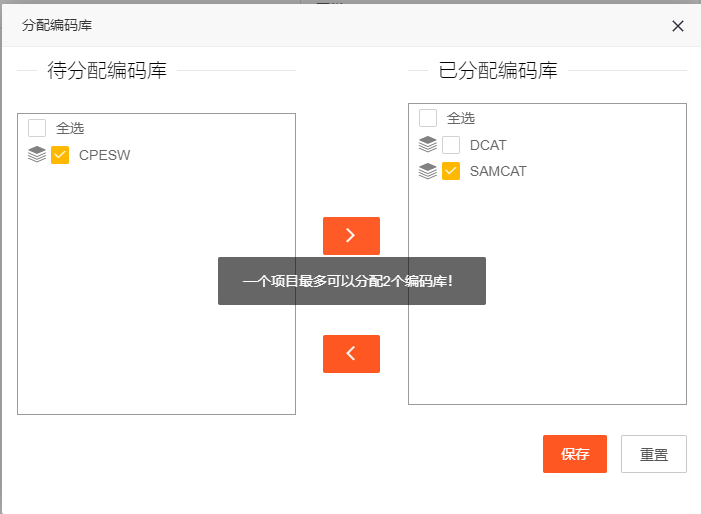 分配编码库
待分配编码库
全选
CPESW
已分配编码库
全选
DCAT
SAMCAT
一个项目最多可以分配2个编码库！
保存
重置